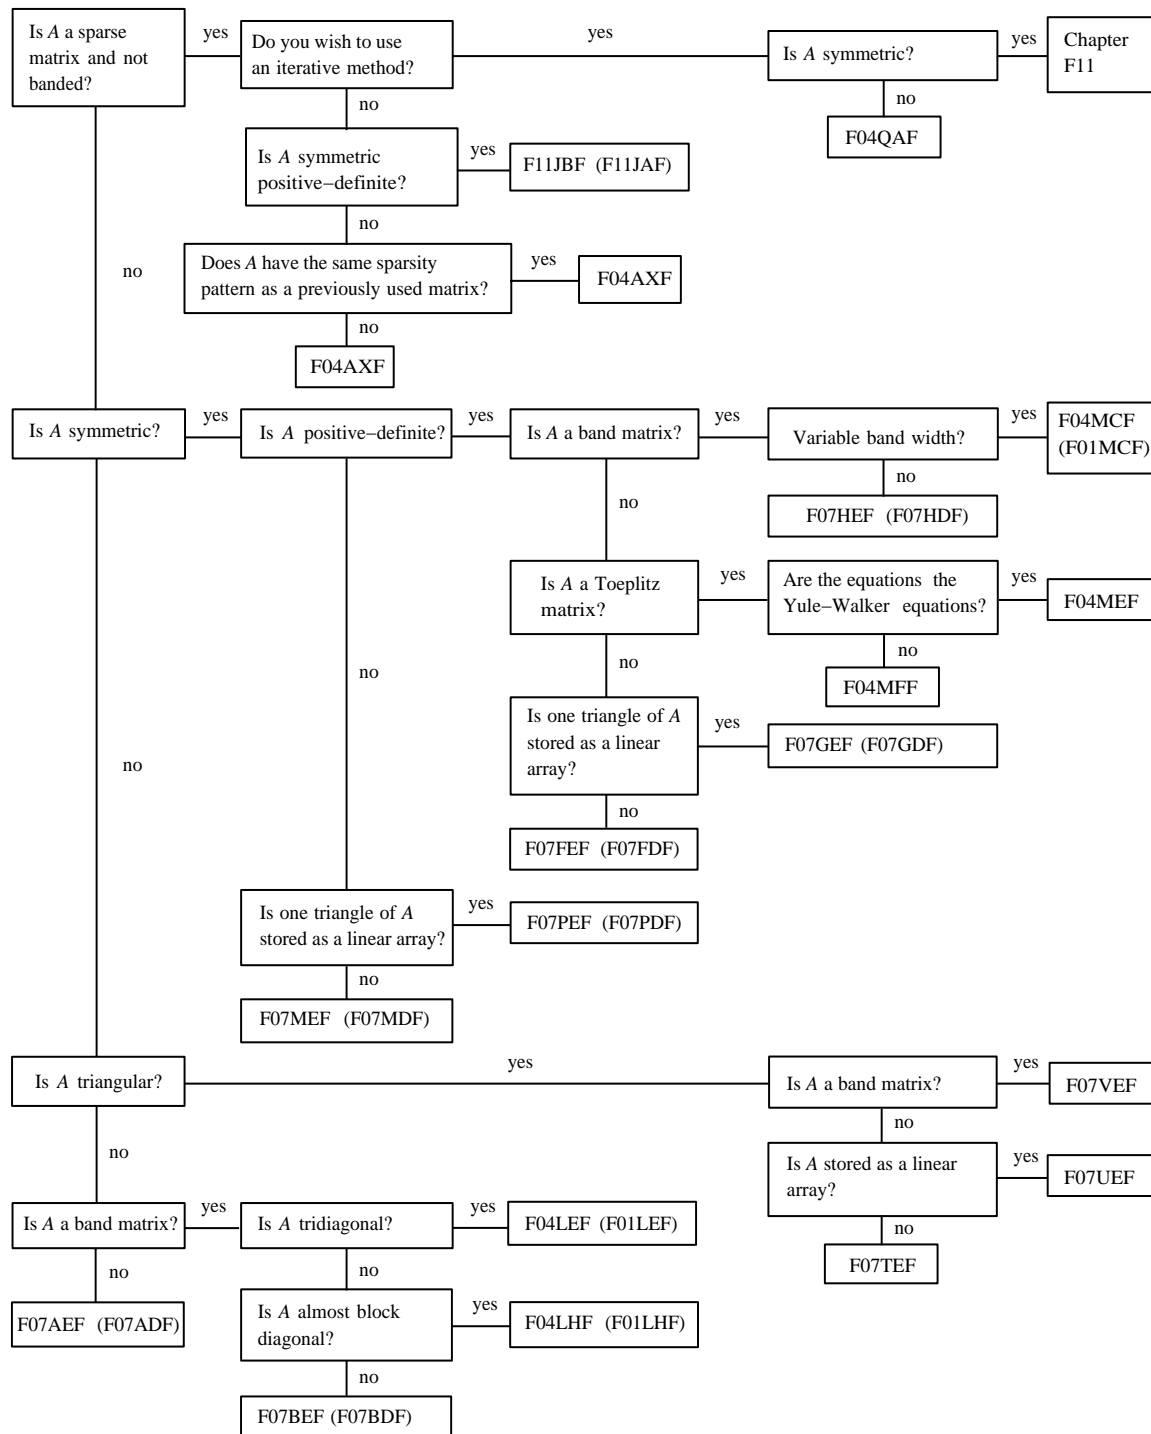 Is A a sparse
matrix and not
banded?
yes
Do you wish to use
an iterative method?
yes
Is A symmetric?
yes
Chapter
F11
no
no
F04QAF
Is A symmetric
positive–definite?
yes
F11JBF (F11JAF)
no
no
Does A have the same sparsity
pattern as a previously used matrix?
yes
F04AXF
no
F04AXF
Is A symmetric?
yes
Is A positive–definite?
yes
Is A a band matrix?
yes
Variable band width?
yes
F04MCF
(F01MCF)
no
no
F07HEF (F07HDF)
Is A a Toeplitz
matrix?
yes
Are the equations the
Yule–Walker equations?
yes
F04MEF
no
no
no
F04MFF
Is one triangle of A
stored as a linear
array?
yes
F07GEF (F07GDF)
no
no
F07FEF (F07FDF)
Is one triangle of A
stored as a linear array?
yes
F07PEF (F07PDF)
no
F07MEF (F07MDF)
Is A triangular?
yes
Is A a band matrix?
yes
F07VEF
no
no
Is A stored as a linear
array?
yes
F07UEF
no
F07TEF
Is A a band matrix?
yes
Is A tridiagonal?
yes
F04LEF (F01LEF)
no
no
F07AEF (F07ADF)
Is A almost block
diagonal?
yes
F04LHF (F01LHF)
no
F07BEF (F07BDF)